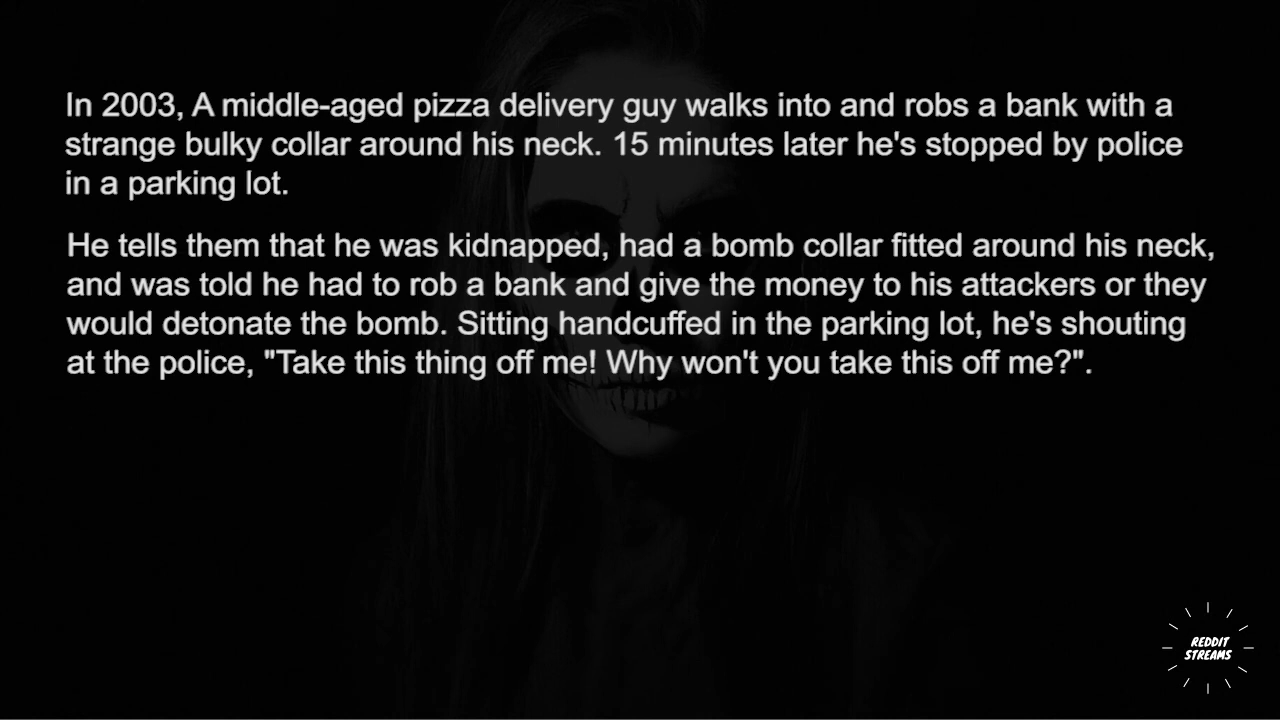 In 2003, A middle-aged pizza delivery guy walks into and robs a bank with a
strange bulky collar around his neck. 15 minutes later he's stopped by police
in a parking lot.
He tells them that he was kidnapped, had a bomb collar fitted around his neck,
and was told he had to rob a bank and give the money to his attackers or they
would detonate the bomb. Sitting handcuffed in the parking lot, he's shouting
at the police, "Take this thing off me! Why won't you take this off me?".
REDDIT
STREAMS